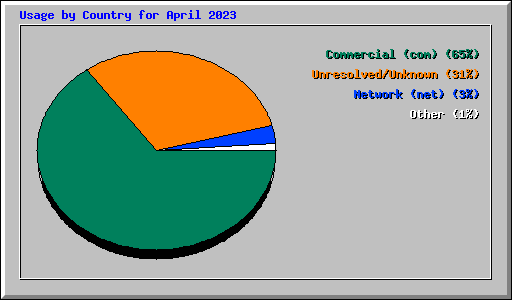 Usage by Country for April 2023
Commercial (com) (65%)
Unresolved/Unknown (31%)
Network (net) (3%)
Other (1%)